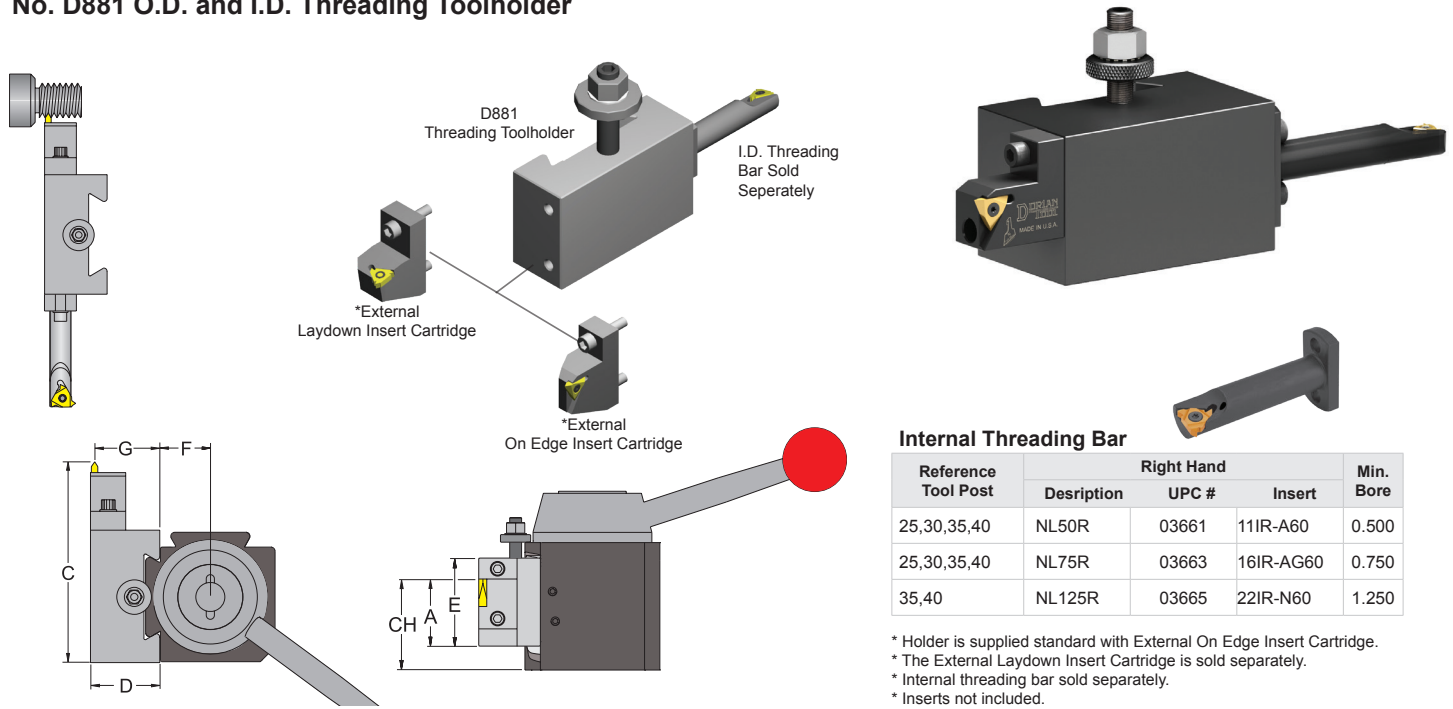 No. D881 O.D. and I.D. Threading Toolholder
D881
Threading Toolholder
I.D. Threading
Bar Sold
Seperately
*External
Laydown Insert Cartridge
*External
On Edge Insert Cartridge
DORIAN
TOOL
MADE IN U.S.A.
G
F
C
D
CH
A
E
Internal Threading Bar
Reference Tool Post Right Hand Min. Bore
Desription UPC # Insert
25,30,35,40 NL50R 03661 11IR-A60 0.500
25,30,35,40 NL75R 03663 16IR-AG60 0.750
35,40 NL125R 03665 22IR-N60 1.250
* Holder is supplied standard with External On Edge Insert Cartridge.
* The External Laydown Insert Cartridge is sold separately.
* Internal threading bar sold separately.
* Inserts not included.